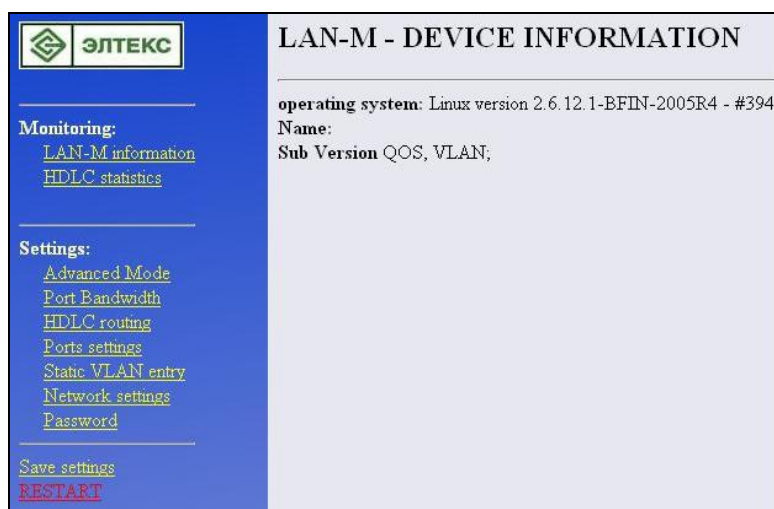 ЭЛТЕКС
Monitoring:
LAN-M information
HDLC statistics
Settings:
Advanced Mode
Port Bandwidth
HDLC routing
Ports settings
Static VLAN entry
Network settings
Password
Save settings
RESTART
LAN-M - DEVICE INFORMATION
operating system: Linux version 2.6.12.1-BFIN-2005R4 - #394
Name:
Sub Version QOS, VLAN;